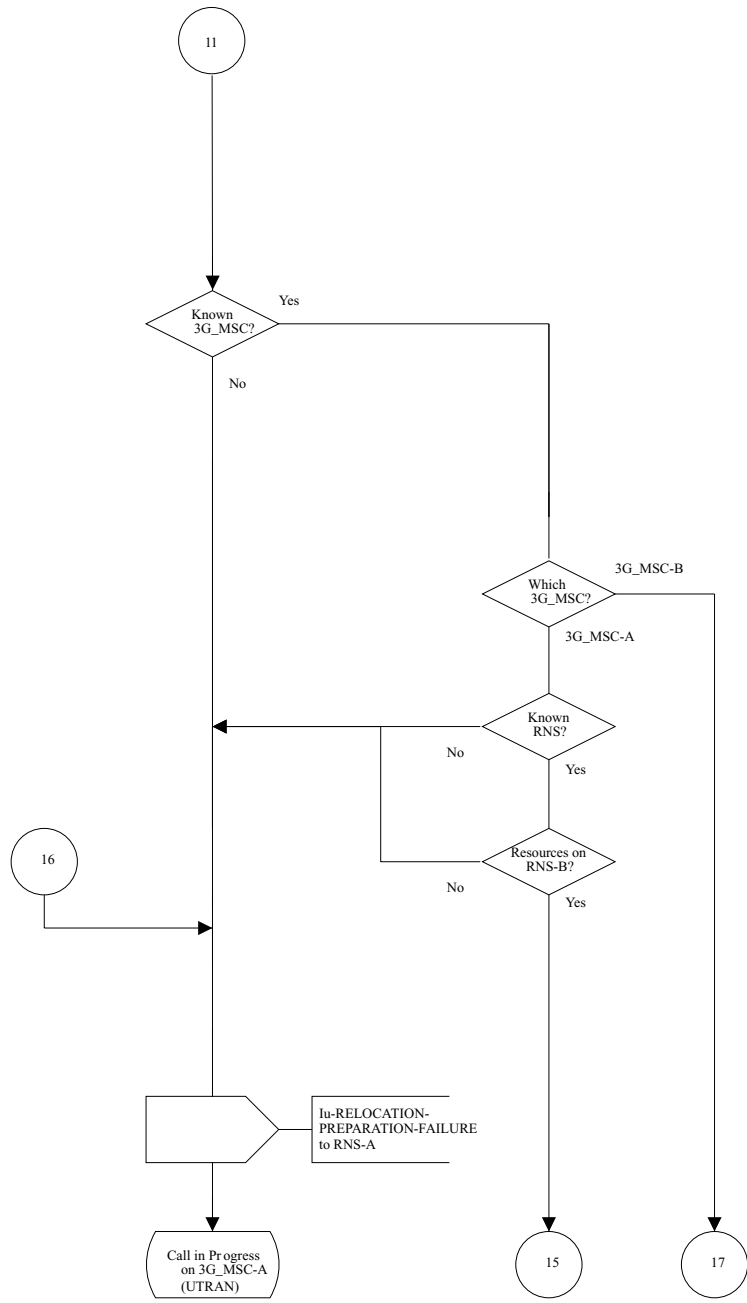 11
Yes
Known
3G_MSC?
No
3G_MSC-B
Which
3G_MSC?
3G_MSC-A
Known
RNS?
No
Yes
16
Resources on
RNS-B?
No
Yes
Iu-RELOCATION-
PREPARATION-FAILURE
to RNS-A
Call in Progress
on 3G_MSC-A
(UTRAN)
15
17